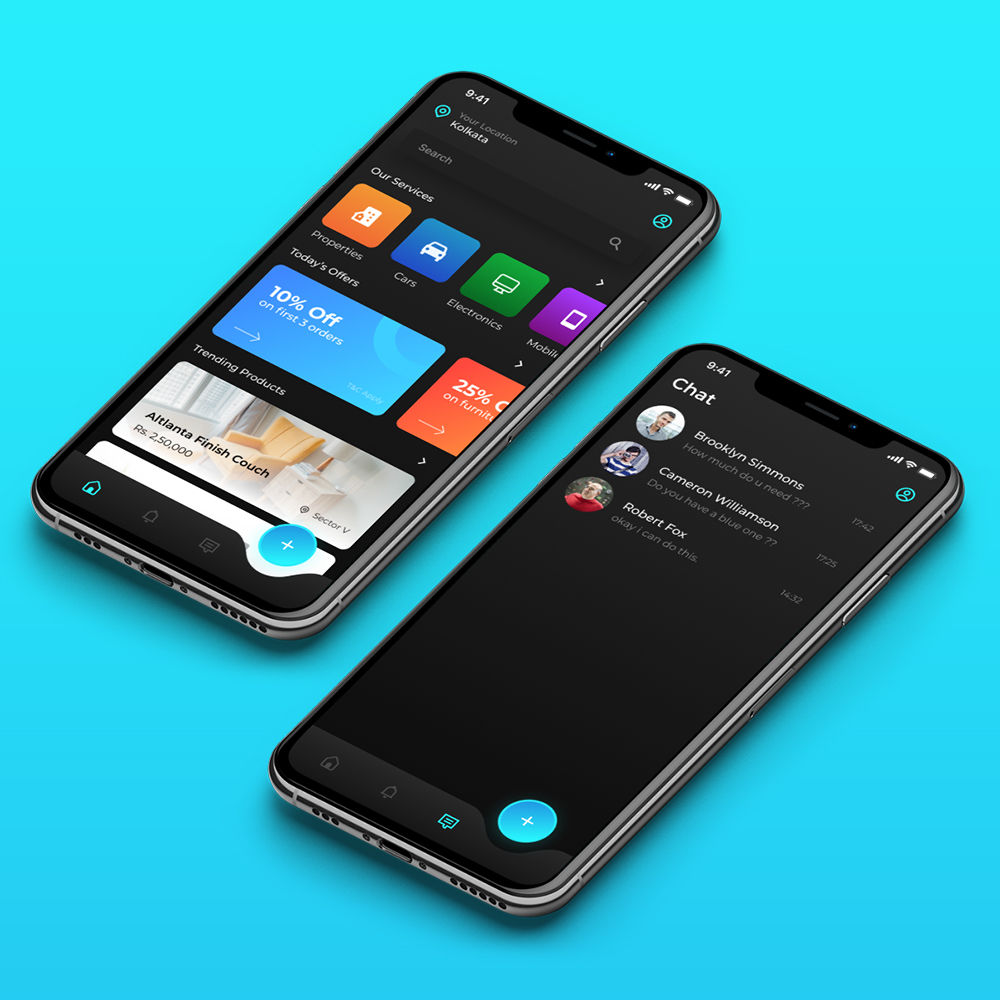 9:41
Your Location
Kolkata
Search
Our Services
Properties
Cars
Electronics
Mobile
Today's Offers
10% Off
on first 3 orders
T&C Apply
25% O
on furnitu
Trending Products
Altianta Finish Couch
Rs. 2,50,000
Sector V
9:41
Chat
Brooklyn Simmons
How much do u need ???
17:42
Cameron Williamson
Do you have a blue one ??
17:25
Robert Fox
okay i can do this.
14:32